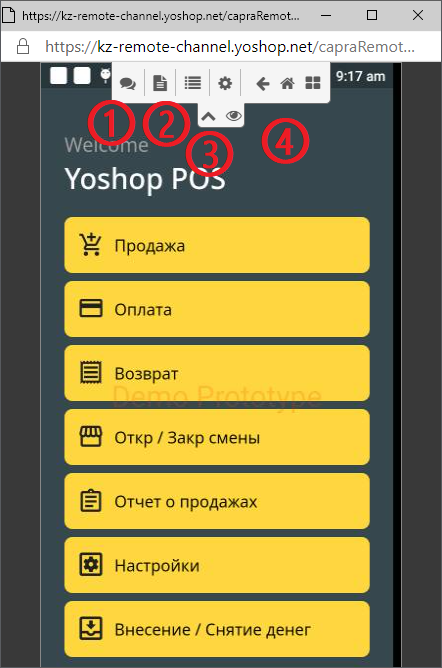 https://kz-remote-channel.yoshop.net/capraRemo...
https://kz-remote-channel.yoshop.net/capraRemot...
9:17 am
1
2
3
4
Welcome
Yoshop POS
Продажа
Оплата
Возврат
Demo Prototype
Откр / Закр смены
Отчет о продажах
Настройки
Внесение / Снятие денег